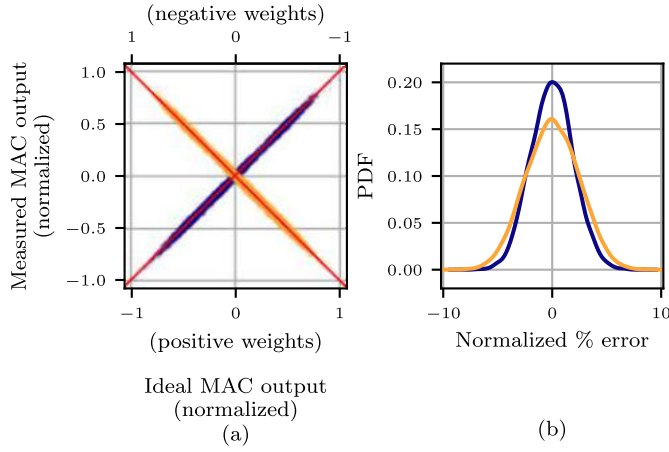 (negative weights)
1 0 −1
Measured MAC output
(normalized)
1.0
0.5
0.0
−0.5
−1.0
−1 0 1
(positive weights)
Ideal MAC output
(normalized)
(a)
PDF
0.20
0.15
0.10
0.05
0.00
−10 0 10
Normalized % error
(b)